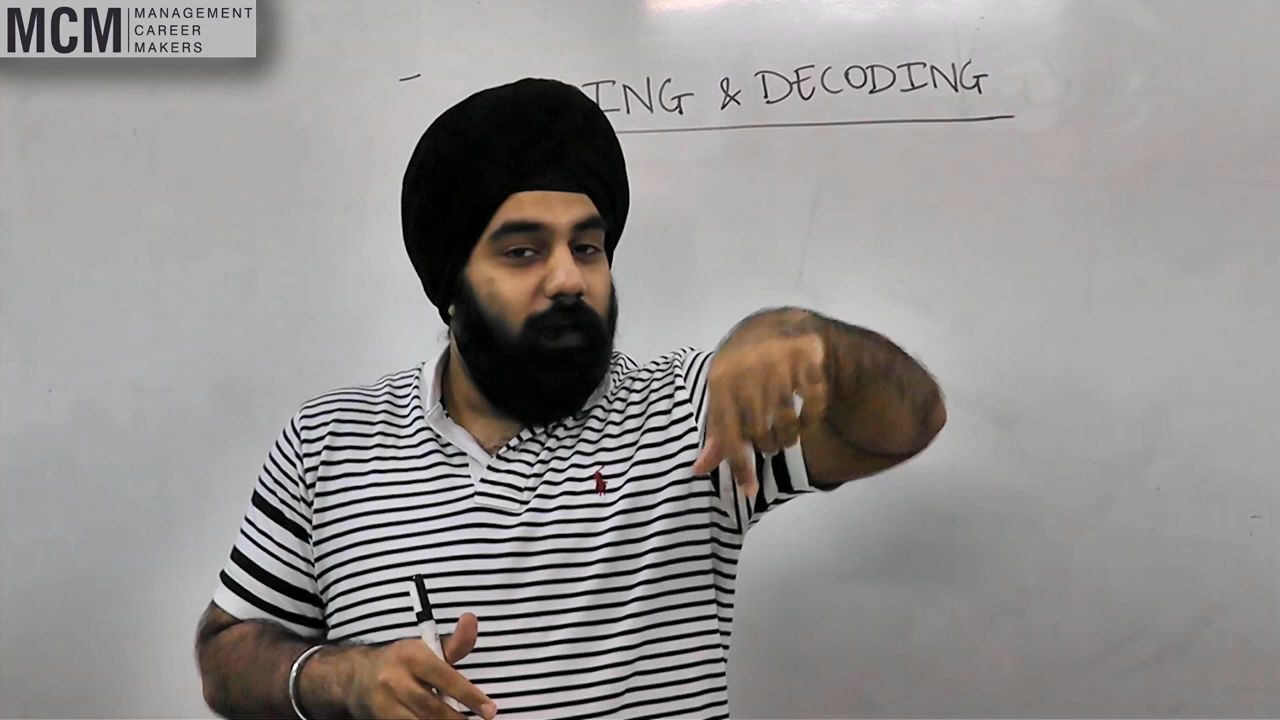 MCM
MANAGEMENT
CAREER
MAKERS
ING & DECODING